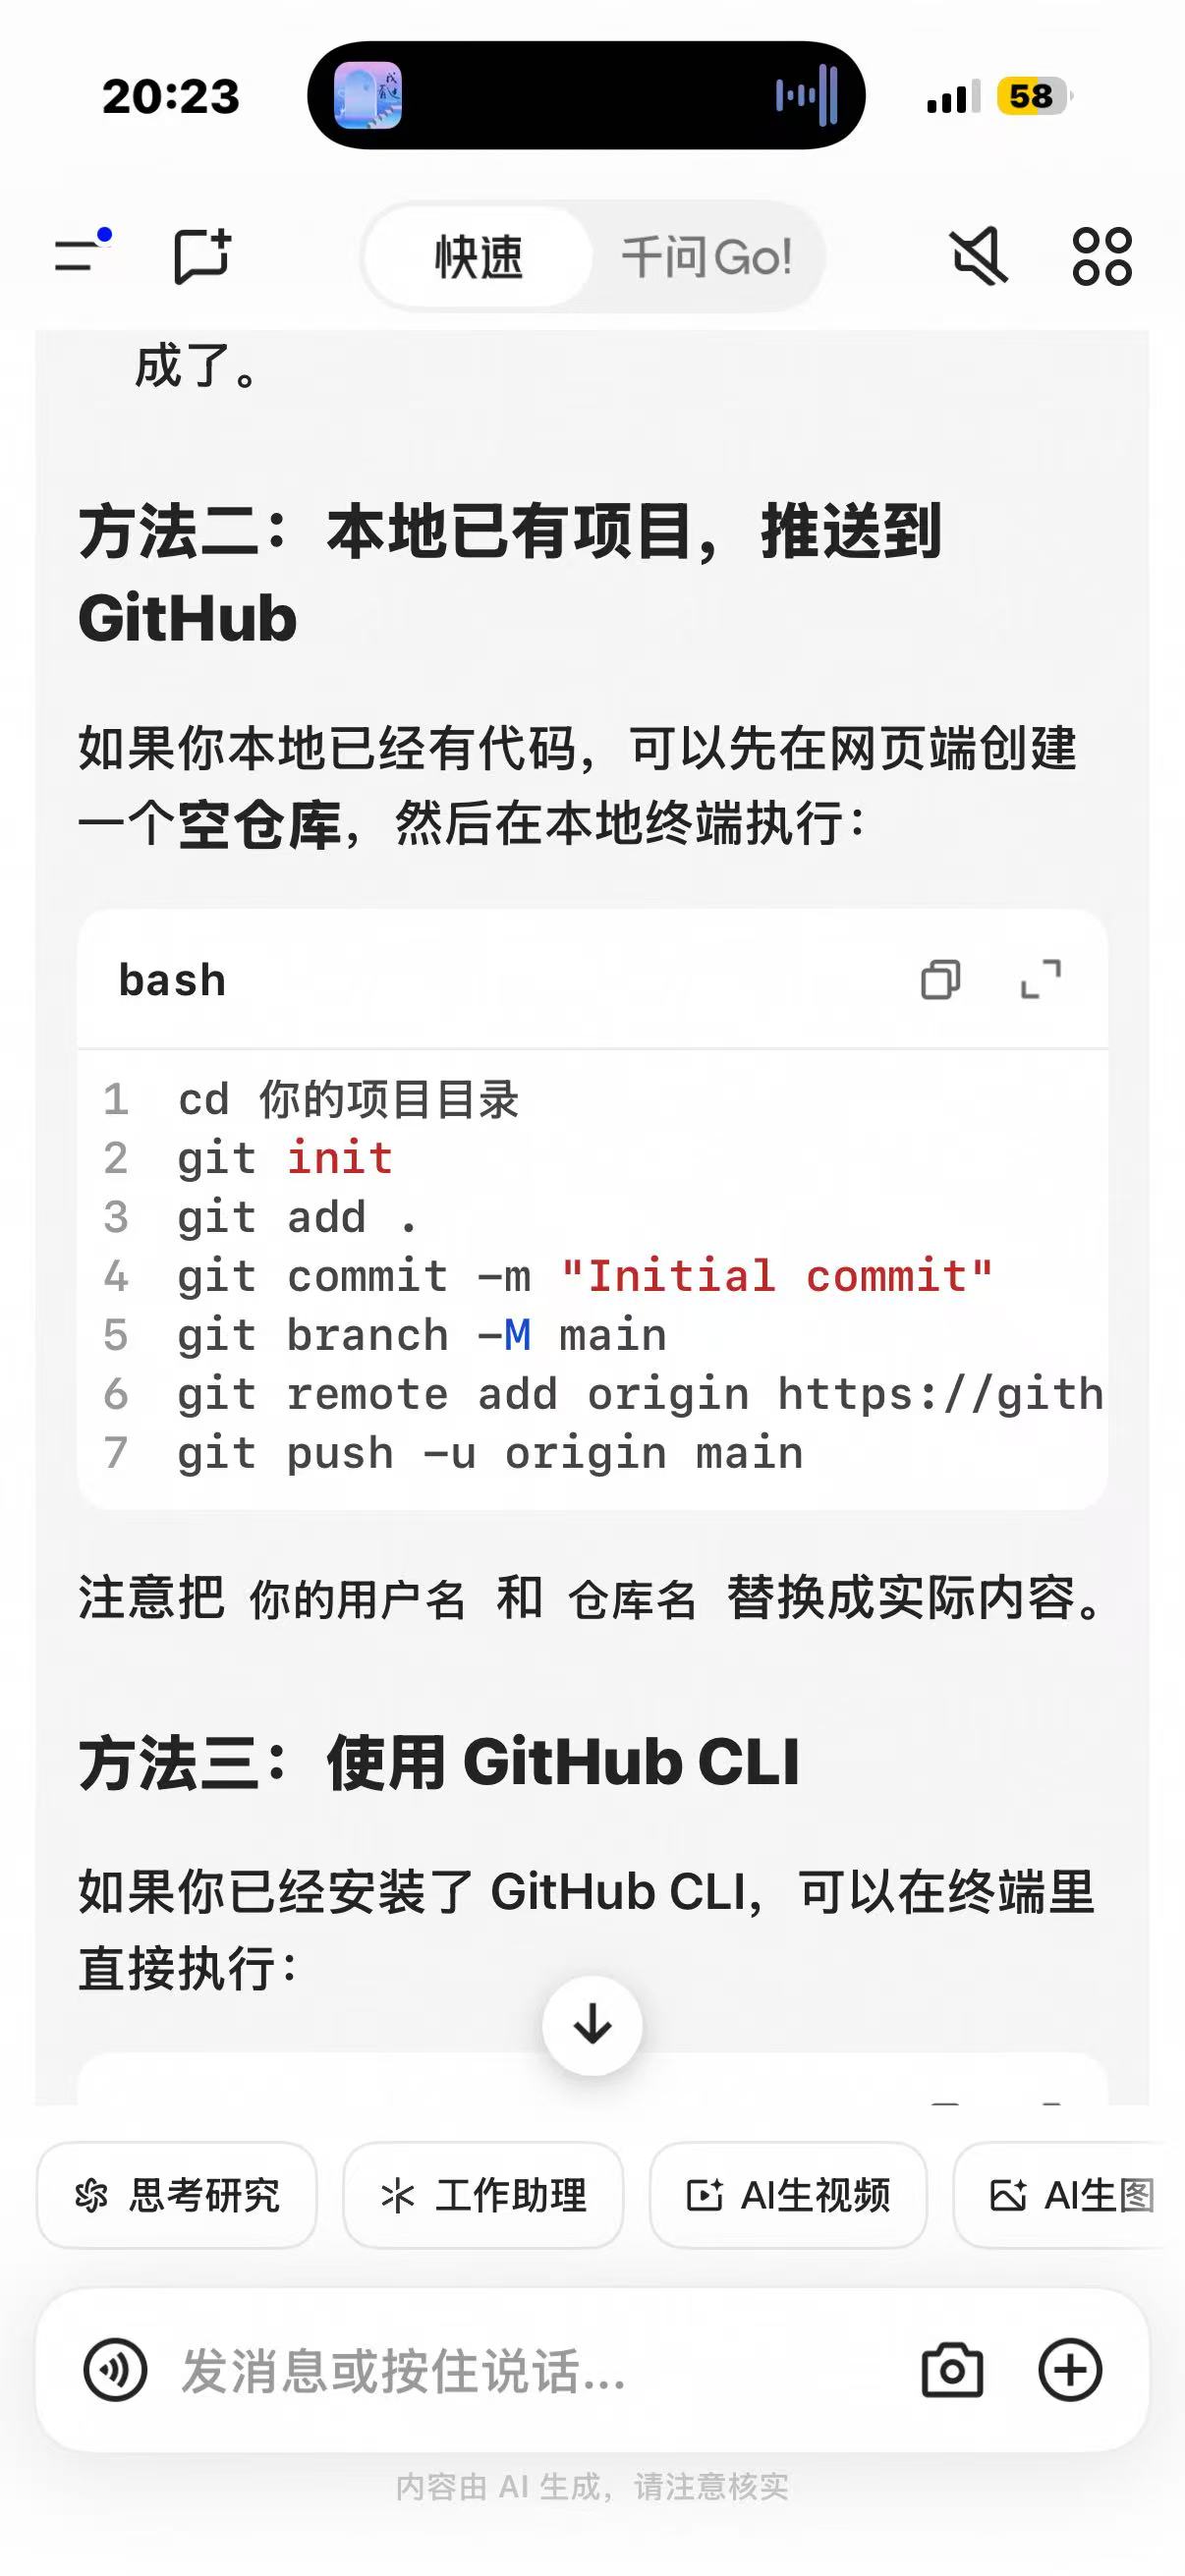 20:23
58
快速 千问Go!
成了。
方法二：本地已有项目，推送到
GitHub
如果你本地已经有代码，可以先在网页端创建
一个空仓库，然后在本地终端执行：
bash
1 cd 你的项目目录
2 git init
3 git add .
4 git commit -m "Initial commit"
5 git branch -M main
6 git remote add origin https://gith
7 git push -u origin main
注意把 你的用户名 和 仓库名 替换成实际内容。
方法三：使用 GitHub CLI
如果你已经安装了 GitHub CLI，可以在终端里
直接执行：
思考研究 工作助理 AI生视频 AI生图
发消息或按住说话...
内容由 AI 生成，请注意核实